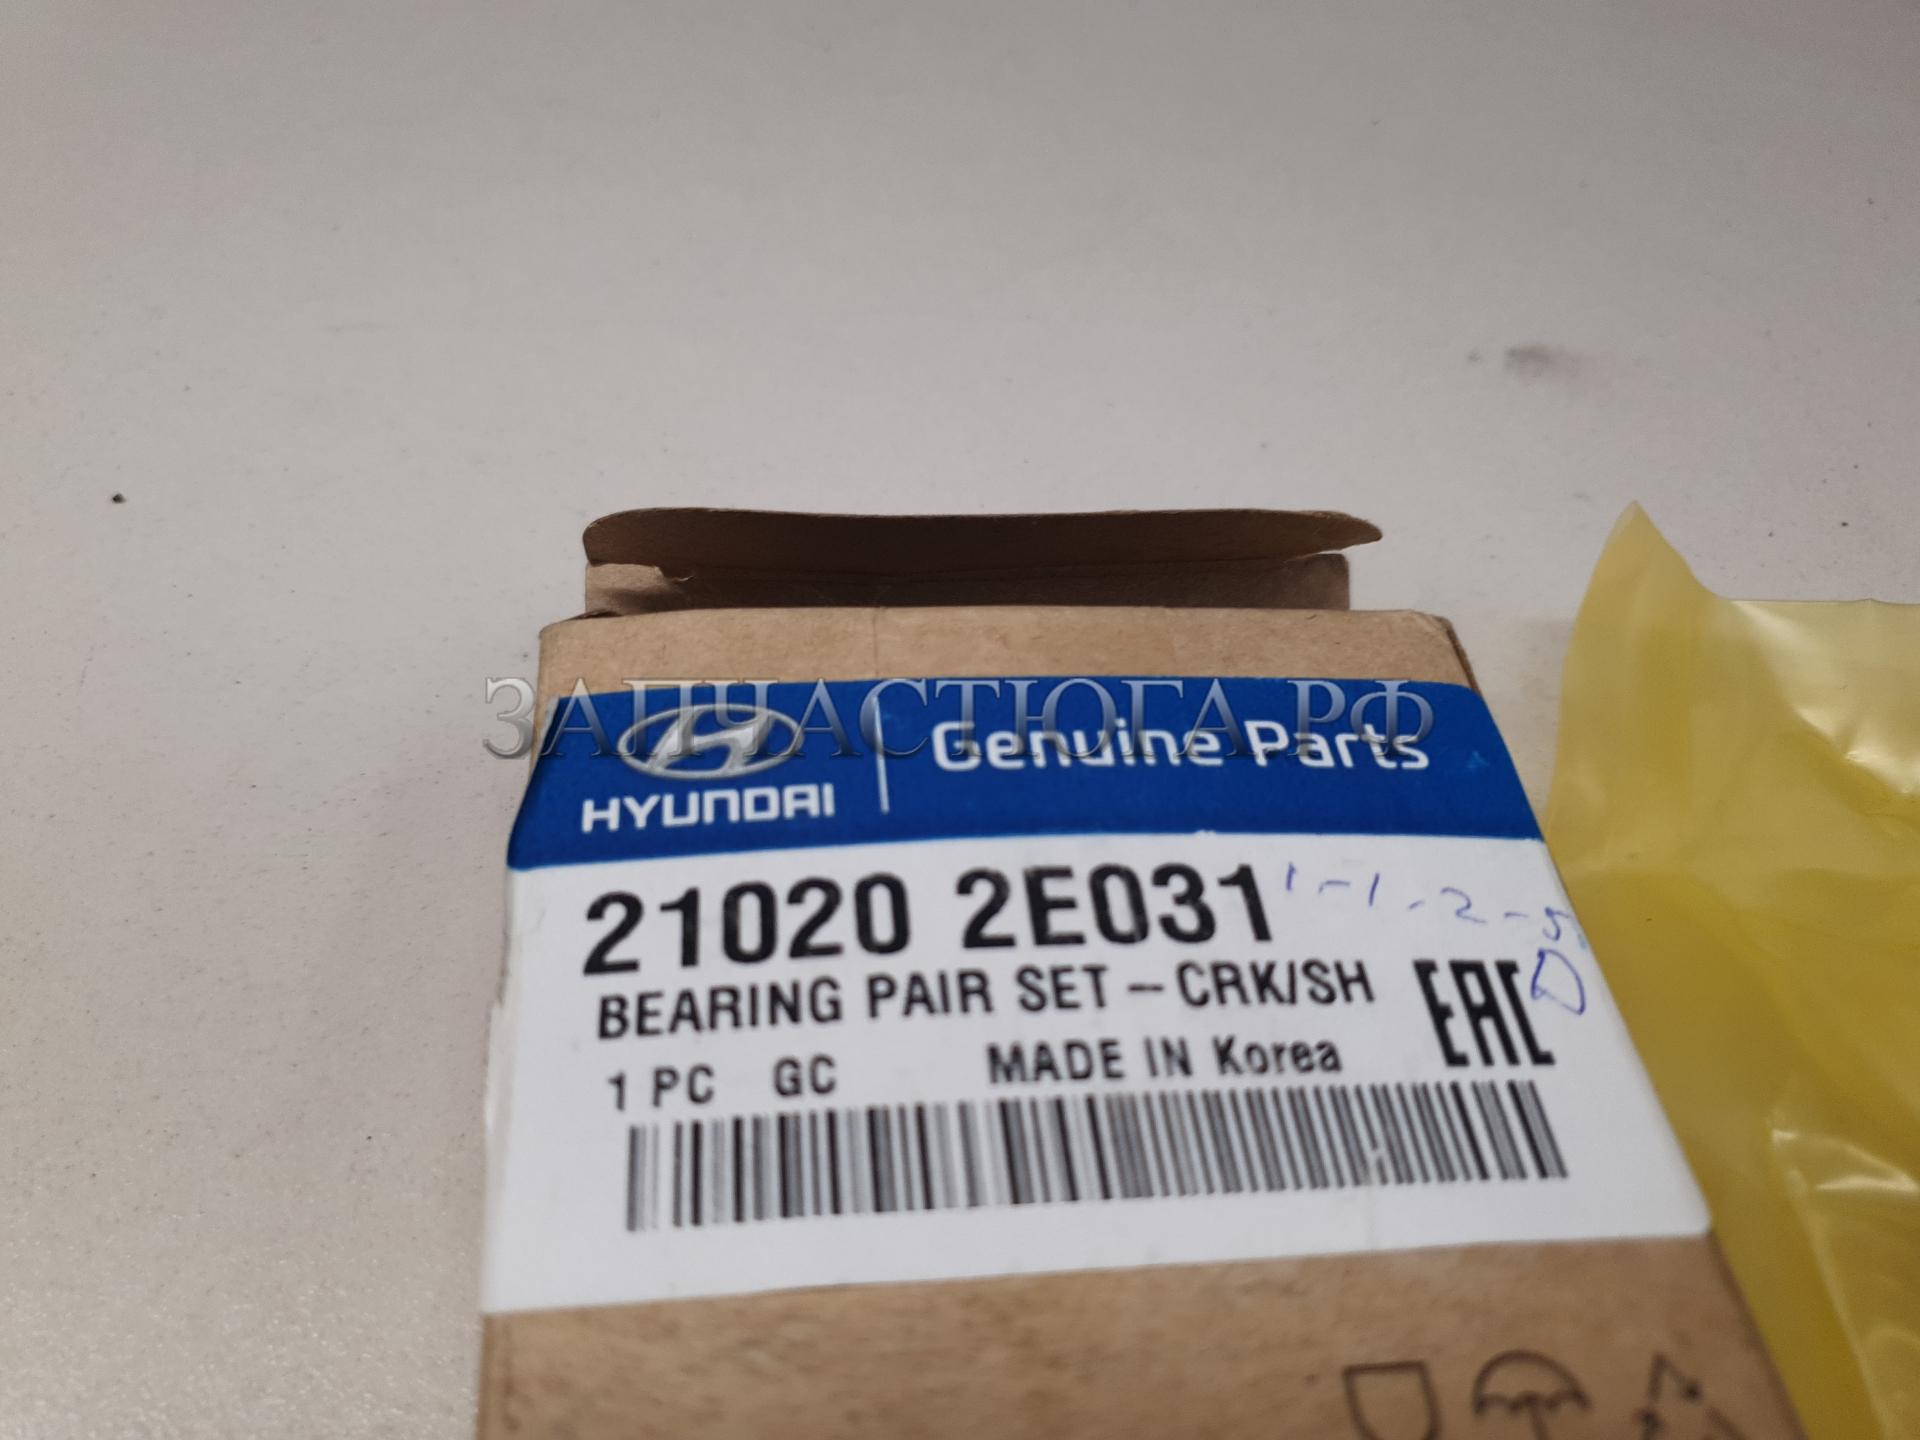 ЗАПЧАСТЮГА.РФ
HYUNDAI
Genuine Parts
21020 2E031
1-1-2-5
D
BEARING PAIR SET – CRK/SH
EAC
1 PC GC MADE IN Korea